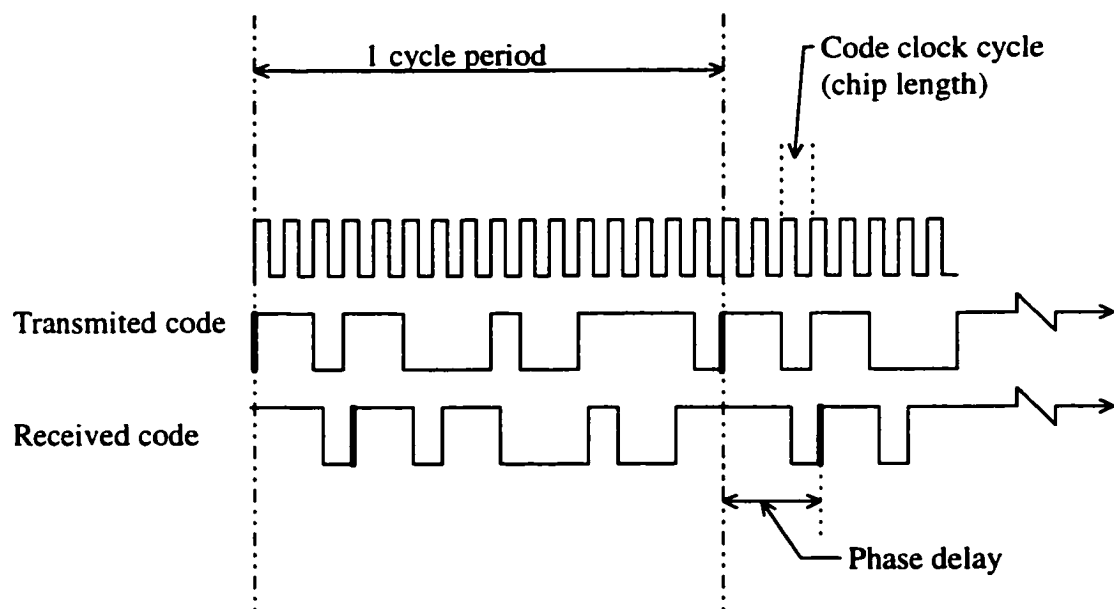 1 cycle period
Code clock cycle
(chip length)
Transmited code
Received code
Phase delay